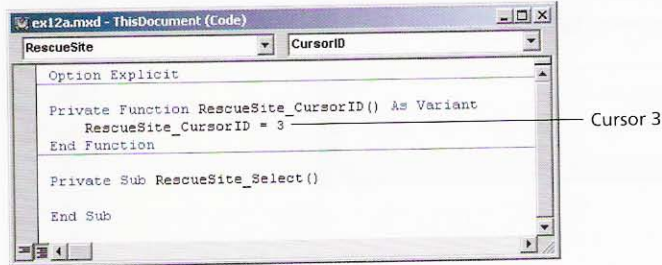 ex12a.mxd - ThisDocument (Code)
RescueSite CursorID
Option Explicit
Private Function RescueSite_CursorID() As Variant
RescueSite_CursorID = 3
Cursor 3
End Function
Private Sub RescueSite_Select()
End Sub